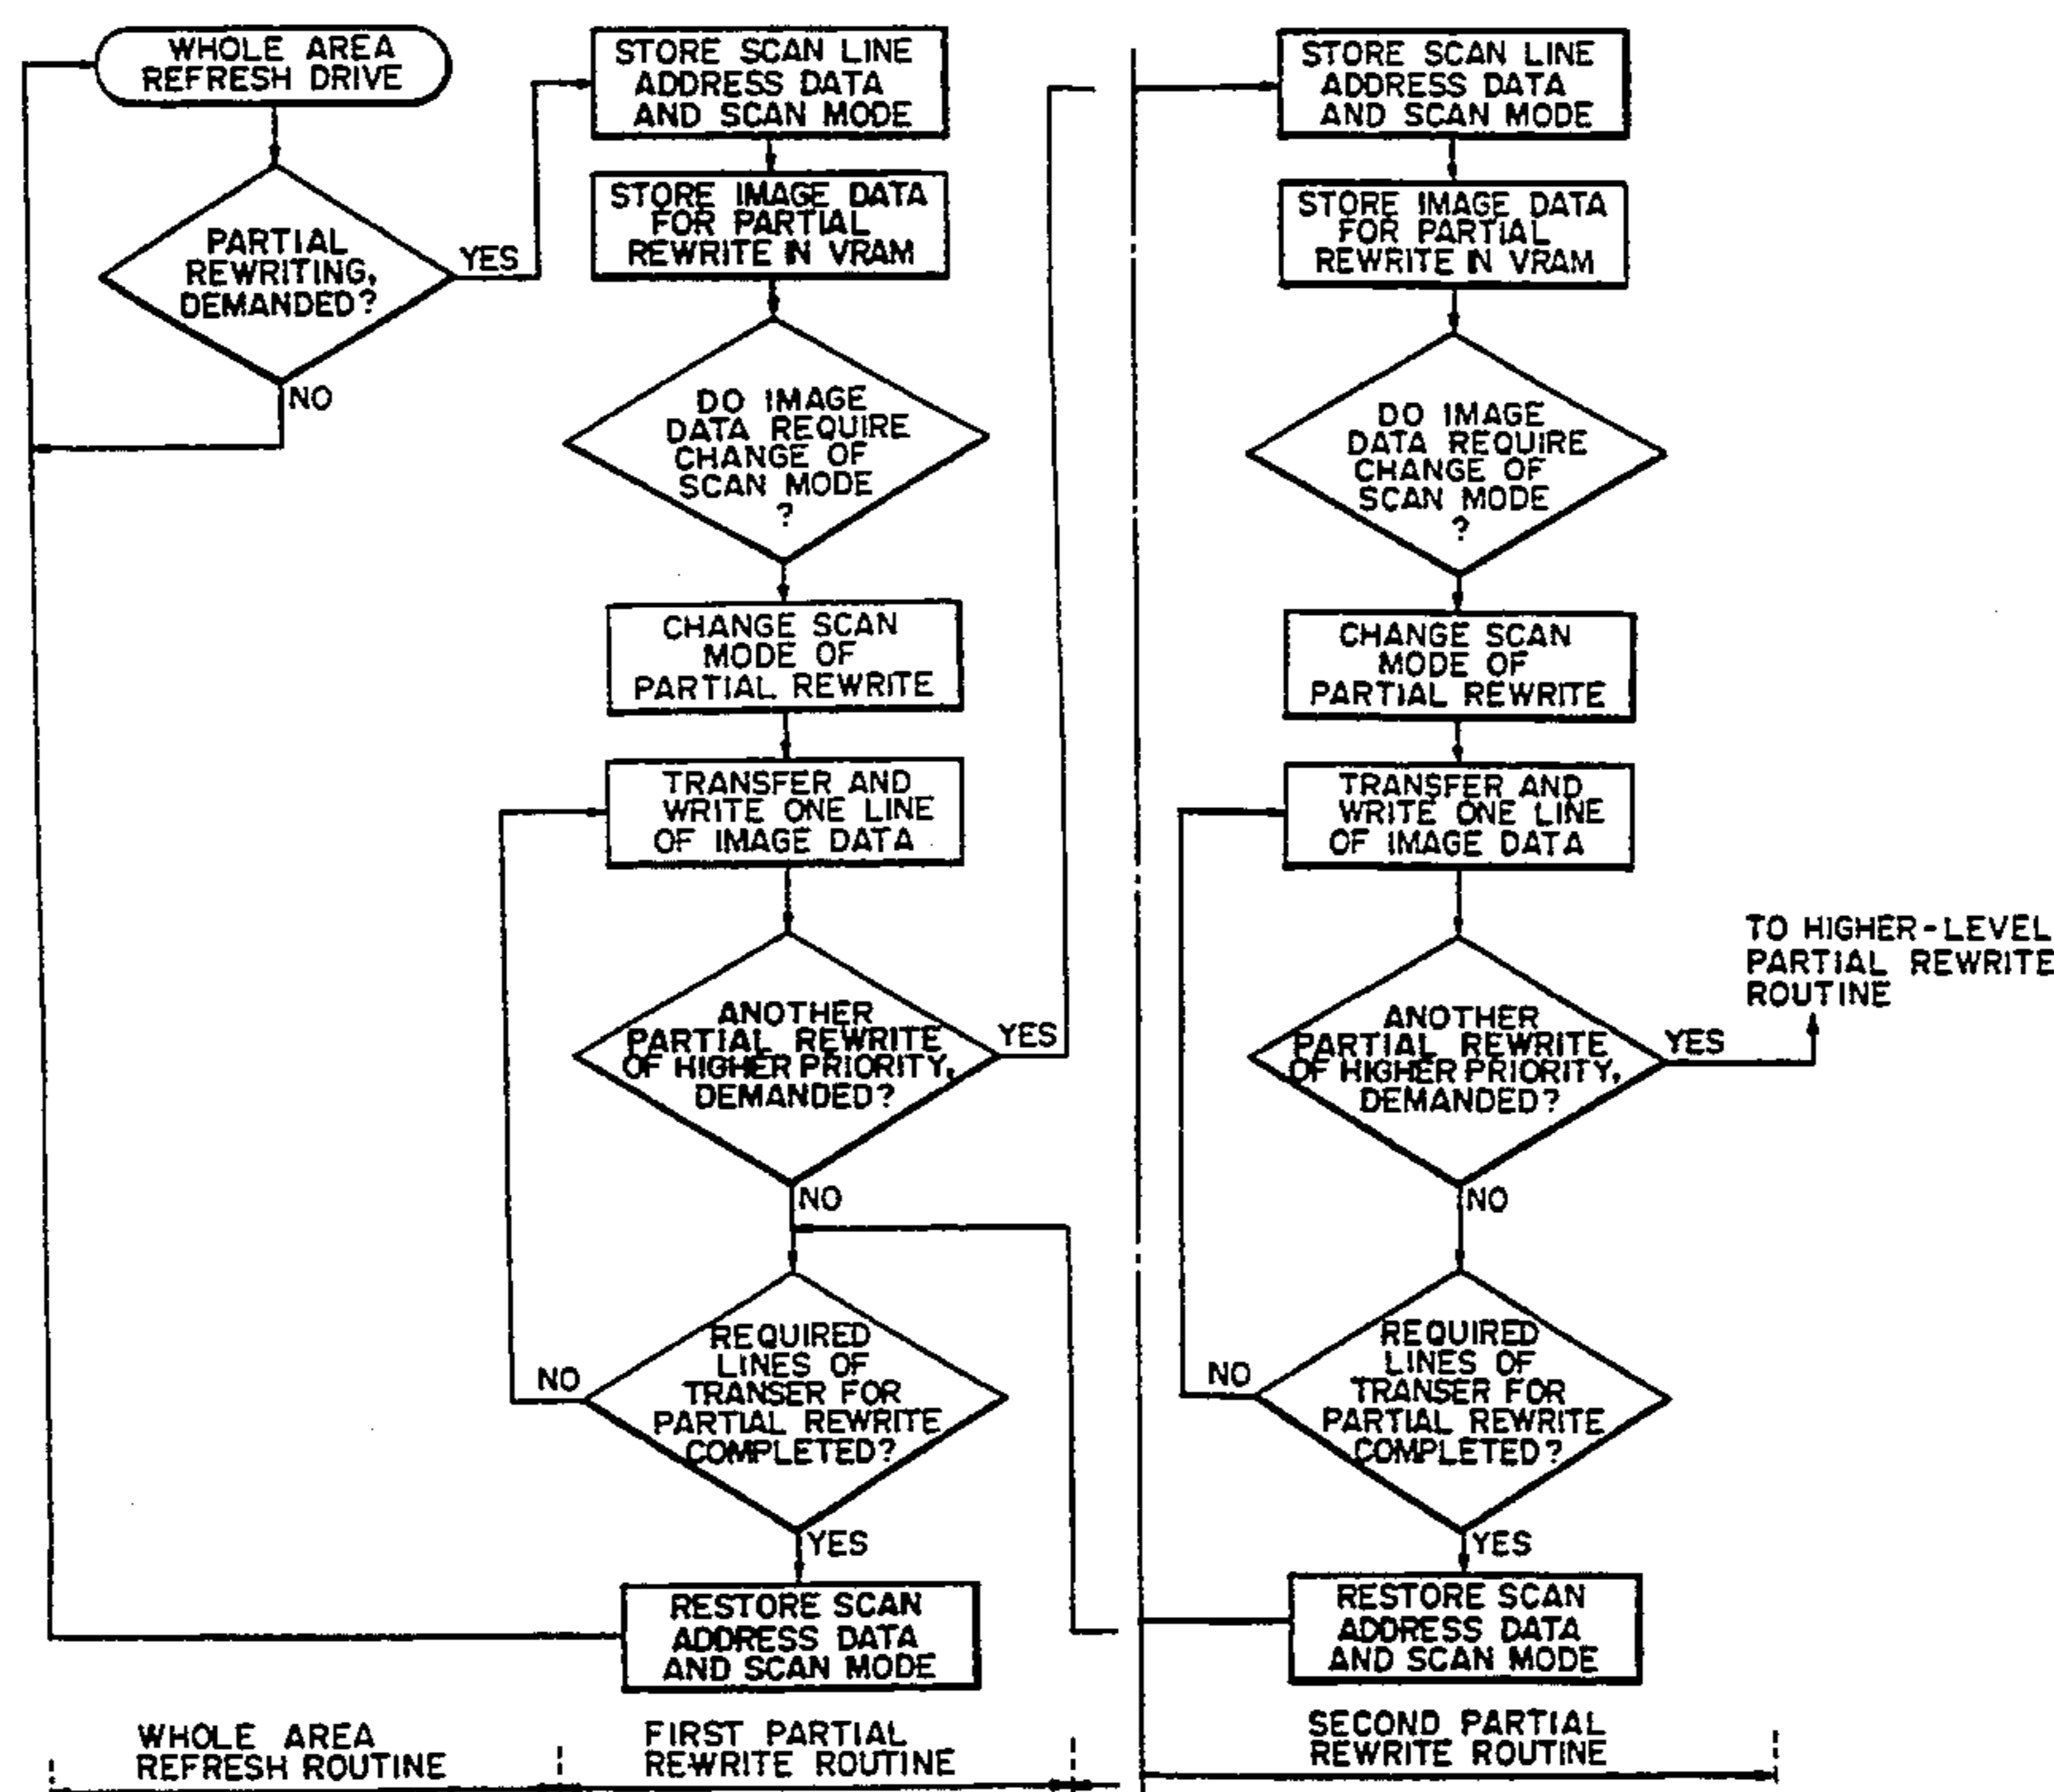 WHOLE AREA
REFRESH DRIVE
PARTIAL
REWRITING,
DEMANDED?
YES
NO
STORE SCAN LINE
ADDRESS DATA
AND SCAN MODE
STORE IMAGE DATA
FOR PARTIAL
REWRITE IN VRAM
DO IMAGE
DATA REQUIRE
CHANGE OF
SCAN MODE
?
CHANGE SCAN
MODE OF
PARTIAL REWRITE
TRANSFER AND
WRITE ONE LINE
OF IMAGE DATA
ANOTHER
PARTIAL REWRITE
OF HIGHER PRIORITY,
DEMANDED?
YES
NO
REQUIRED
LINES OF
TRANSER FOR
PARTIAL REWRITE
COMPLETED?
NO
YES
RESTORE SCAN
ADDRESS DATA
AND SCAN MODE
STORE SCAN LINE
ADDRESS DATA
AND SCAN MODE
STORE IMAGE DATA
FOR PARTIAL
REWRITE IN VRAM
DO IMAGE
DATA REQUIRE
CHANGE OF
SCAN MODE
?
CHANGE SCAN
MODE OF
PARTIAL REWRITE
TRANSFER AND
WRITE ONE LINE
OF IMAGE DATA
ANOTHER
PARTIAL REWRITE
OF HIGHER PRIORITY,
DEMANDED?
YES
TO HIGHER-LEVEL
PARTIAL REWRITE
ROUTINE
NO
REQUIRED
LINES OF
TRANSER FOR
PARTIAL REWRITE
COMPLETED?
NO
YES
RESTORE SCAN
ADDRESS DATA
AND SCAN MODE
WHOLE AREA
REFRESH ROUTINE
FIRST PARTIAL
REWRITE ROUTINE
SECOND PARTIAL
REWRITE ROUTINE